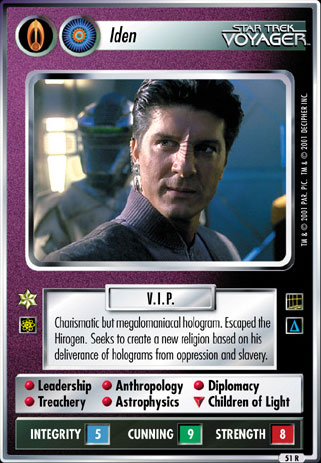 Iden
STAR TREK
VOYAGER™
TM & © 2001 PAR. PIC. TM & © 2001 DECIPHER INC.
V.I.P.
Charismatic but megalomaniacal hologram. Escaped the
Hirogen. Seeks to create a new religion based on his
deliverance of holograms from oppression and slavery.
Leadership Anthropology Diplomacy
Treachery Astrophysics Children of Light
INTEGRITY 5 CUNNING 9 STRENGTH 8
51 R